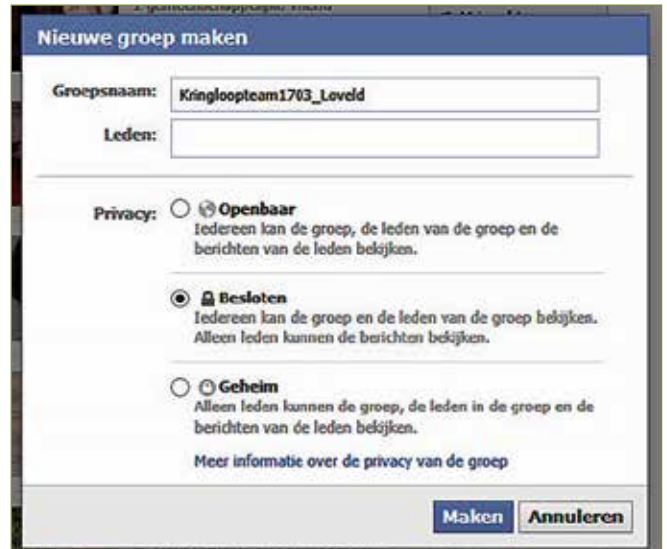 1 gemeenschappelijke vriend
Nieuwe groep maken
Groepsnaam: Kringloopteam1703_Loveld
Leden:
Privacy: Openbaar
Iedereen kan de groep, de leden van de groep en de
berichten van de leden bekijken.
Besloten
Iedereen kan de groep en de leden van de groep bekijken.
Alleen leden kunnen de berichten bekijken.
Geheim
Alleen leden kunnen de groep, de leden in de groep en de
berichten van de leden bekijken.
Meer informatie over de privacy van de groep
Maken Annuleren